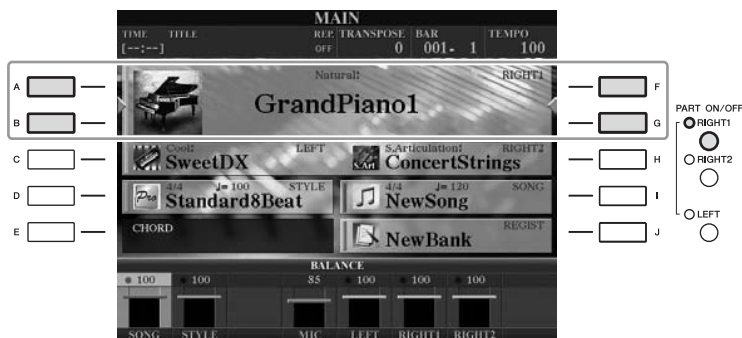 MAIN
TIME TITLE REP. TRANSPOSE BAR TEMPO
[--:--] OFF 0 001- 1 100
A Natural! RIGHT1 F
GrandPiano1
B G
PART ON/OFF
RIGHT1
RIGHT2
LEFT
C Cool! LEFT S.Articulation! RIGHT2 H
SweetDX S.Art ConcertStrings
D 4/4 ♩= 100 STYLE 4/4 ♩= 120 SONG I
Pro Standard8Beat NewSong
E CHORD REGIST J
NewBank
BALANCE
100 100 85 100 100 100
SONG STYLE MIC LEFT RIGHT1 RIGHT2